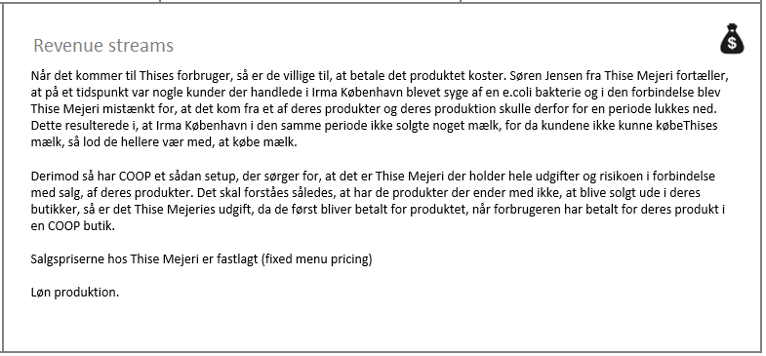 Revenue streams
$
Når det kommer til Thises forbruger, så er de villige til, at betale det produktet koster. Søren Jensen fra Thise Mejeri fortæller,
at på et tidspunkt var nogle kunder der handlede i Irma København blevet syge af en e.coli bakterie og i den forbindelse blev
Thise Mejeri mistænkt for, at det kom fra et af deres produkter og deres produktion skulle derfor for en periode lukkes ned.
Dette resulterede i, at Irma København i den samme periode ikke solgte noget mælk, for da kundene ikke kunne købeThises
mælk, så lod de hellere vær med, at købe mælk.
Derimod så har COOP et sådan setup, der sørger for, at det er Thise Mejeri der holder hele udgifter og risikoen i forbindelse
med salg, af deres produkter. Det skal forståes således, at har de produkter der ender med ikke, at blive solgt ude i deres
butikker, så er det Thise Mejeries udgift, da de først bliver betalt for produktet, når forbrugeren har betalt for deres produkt i
en COOP butik.
Salgspriserne hos Thise Mejeri er fastlagt (fixed menu pricing)
Løn produktion.